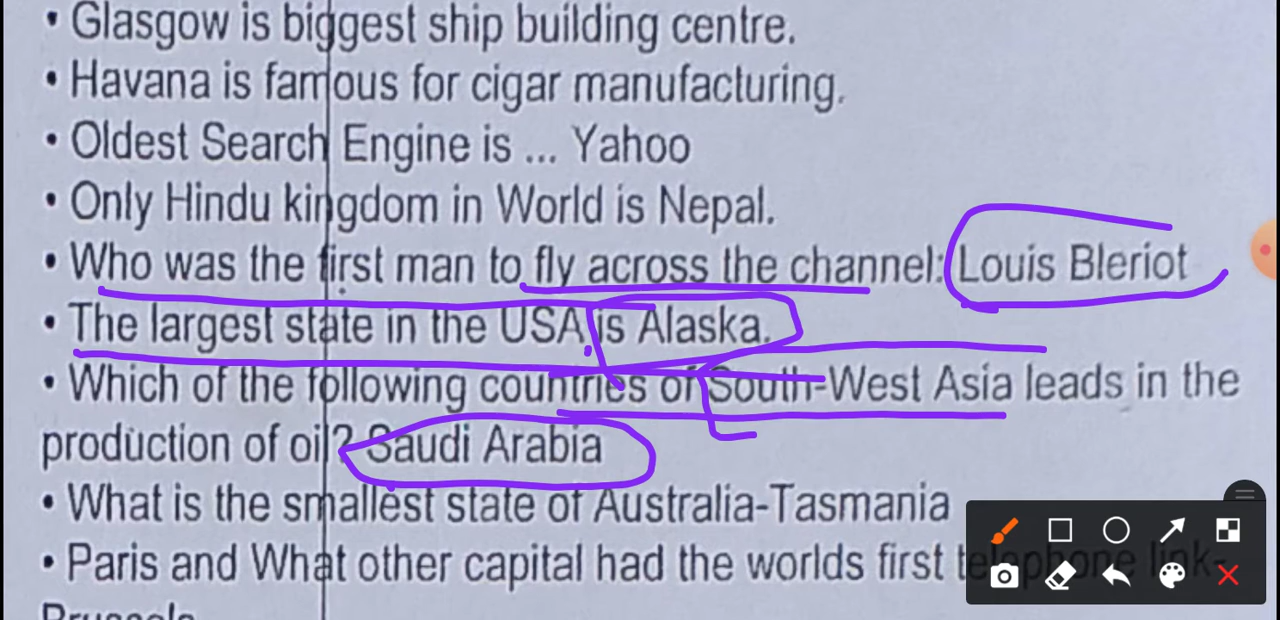 • Glasgow is biggest ship building centre.
• Havana is famous for cigar manufacturing.
• Oldest Search Engine is ... Yahoo
• Only Hindu kingdom in World is Nepal.
• Who was the first man to fly across the channel: Louis Bleriot
• The largest state in the USA is Alaska.
• Which of the following countries of South-West Asia leads in the
production of oil? Saudi Arabia
• What is the smallest state of Australia-Tasmania
• Paris and What other capital had the worlds first telephone link-
Brussels